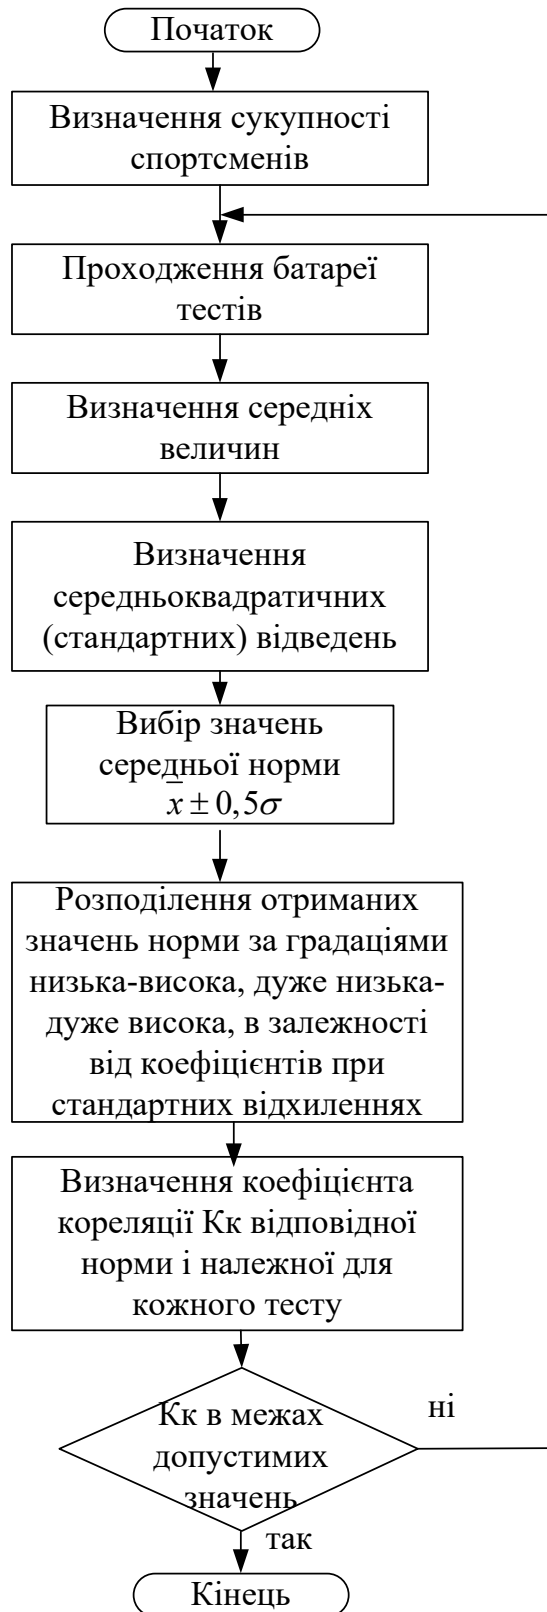 Початок
Визначення сукупності
спортсменів
Проходження батареї
тестів
Визначення середніх
величин
Визначення
середньоквадратичних
(стандартних) відведень
Вибір значень
середньої норми
x̄ ± 0,5σ
Розподілення отриманих
значень норми за градаціями
низька-висока, дуже низька-
дуже висока, в залежності
від коефіцієнтів при
стандартних відхиленнях
Визначення коефіцієнта
кореляції Кк відповідної
норми і належної для
кожного тесту
Кк в межах
допустимих
значень
ні
так
Кінець